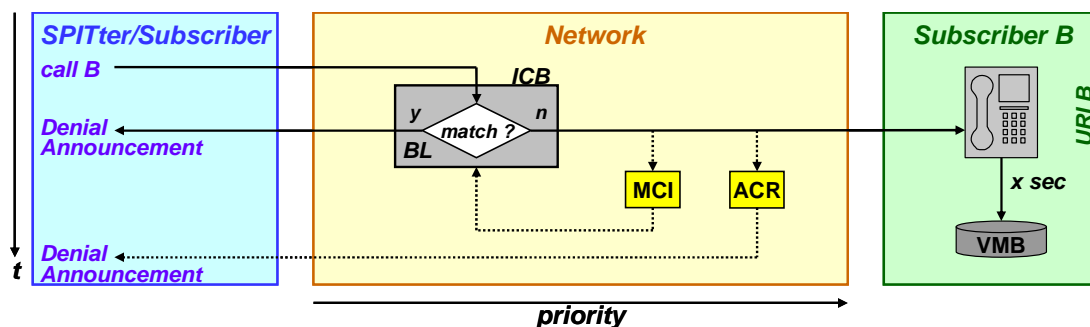 SPITter/Subscriber
Network
Subscriber B
call B
ICB
y
n
match ?
BL
Denial
Announcement
URI B
MCI
ACR
x sec
VMB
Denial
Announcement
t
priority